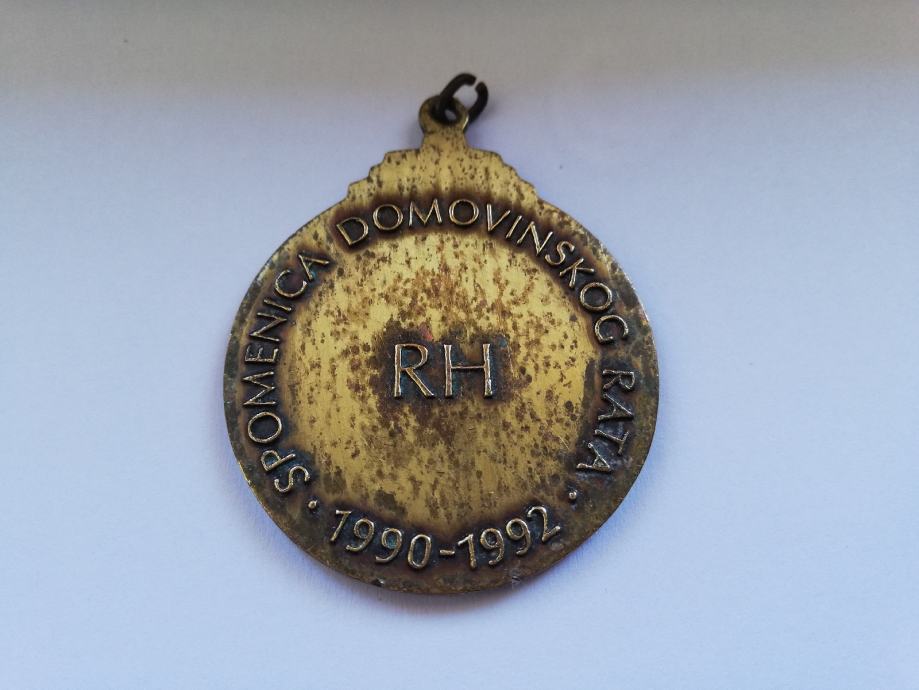 SPOMENICA DOMOVINSKOG RATA
RH
· 1990-1992 ·